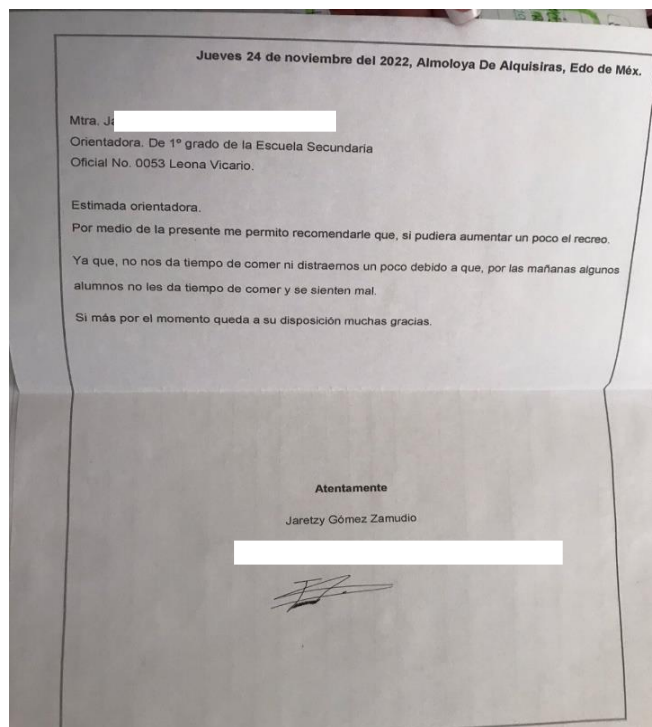 Jueves 24 de noviembre del 2022, Almoloya De Alquisiras, Edo de Méx.
Mtra.
Orientadora. De 1º grado de la Escuela Secundaria
Oficial No. 0053 Leona Vicario.
Estimada orientadora.
Por medio de la presente me permito recomendarle que, si pudiera aumentar un poco el recreo.
Ya que, no nos da tiempo de comer ni distraernos un poco debido a que, por las mañanas algunos
alumnos no les da tiempo de comer y se sienten mal.
Si más por el momento queda a su disposición muchas gracias.
Atentamente
Jaretzy Gómez Zamudio